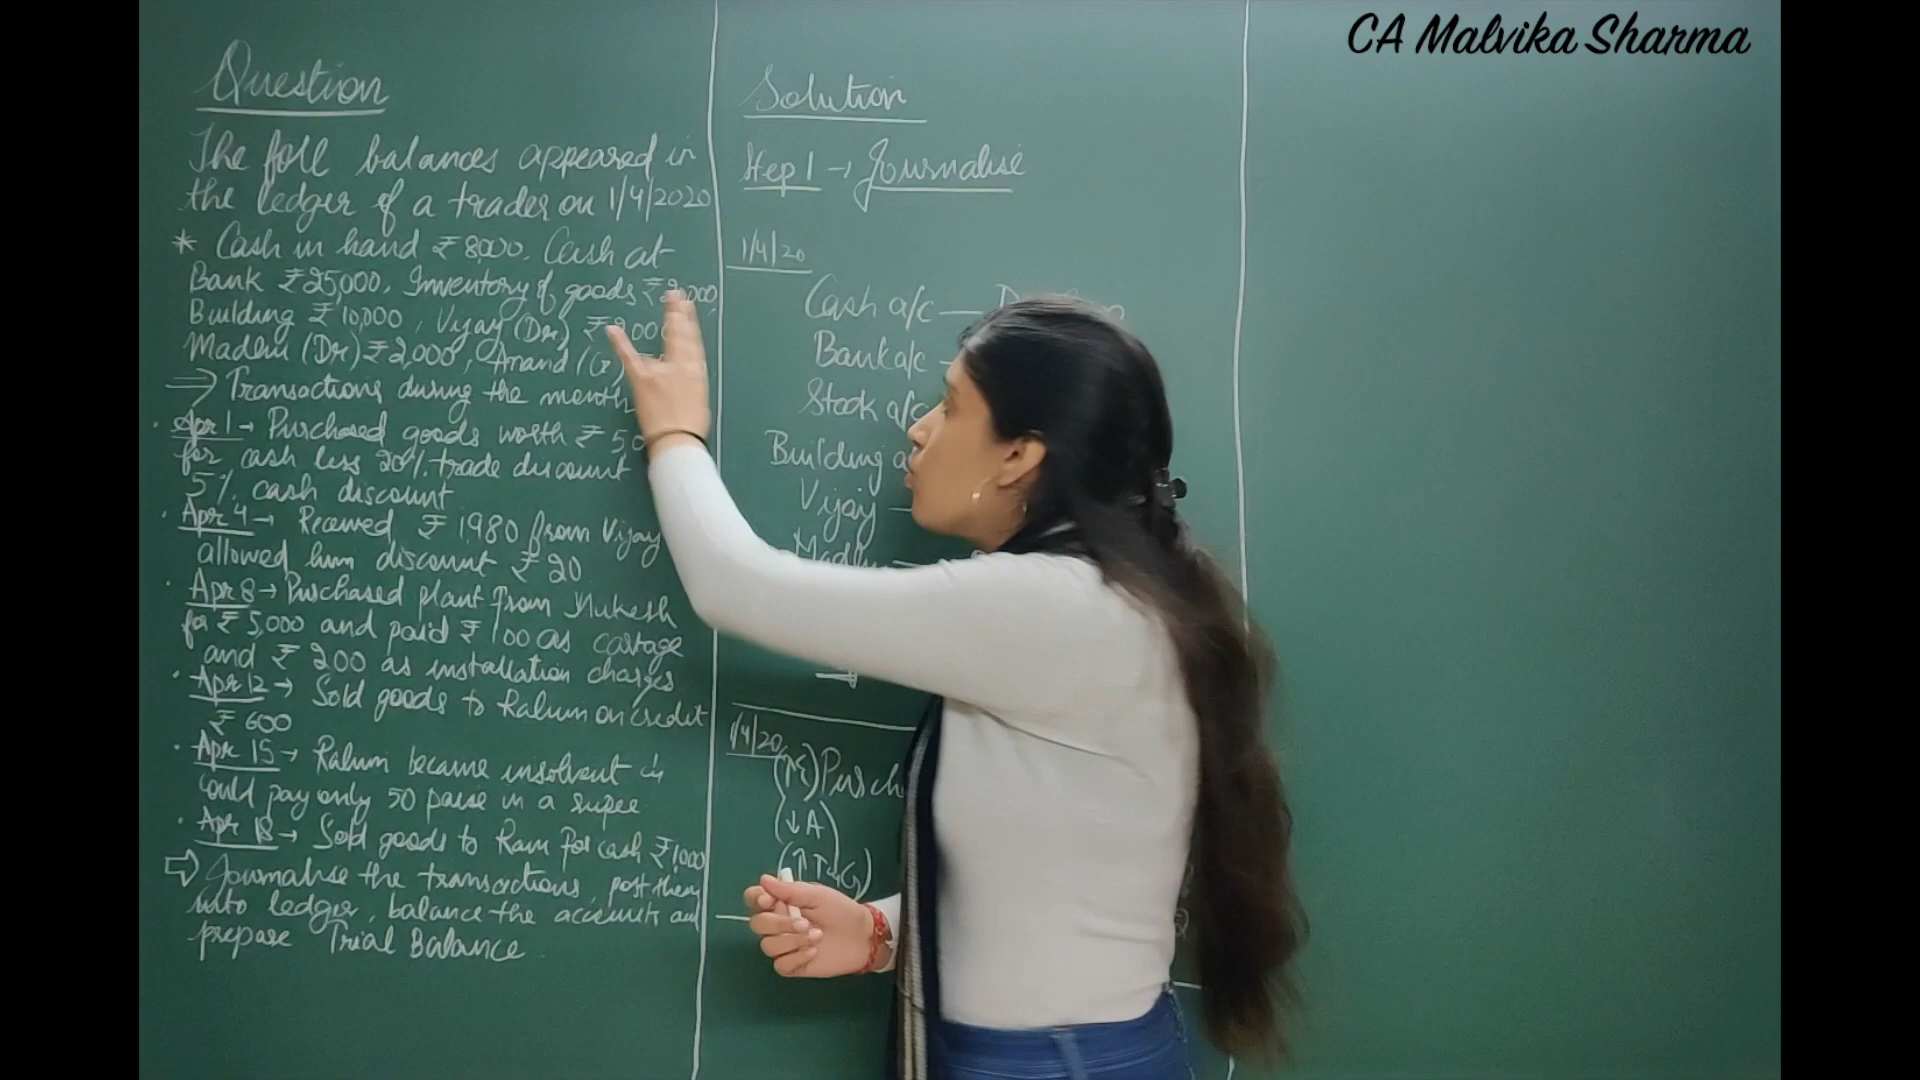 CA Malvika Sharma
Question
The foll balances appeared in
the ledger of a trader on 1/4/2020
* Cash in hand ₹8,000. Cash at
Bank ₹25,000, Inventory of goods ₹
Building ₹10,000, Vijay (Dr) ₹
Madhu (Dr) ₹2,000, Anand (Cr)
⇒ Transactions during the month
Apr 1 → Purchased goods worth ₹
for cash less 20% trade discount
5% cash discount
Apr 4 → Received ₹1,980 from Vijay
allowed him discount ₹20
Apr 8 → Purchased plant from Mukesh
for ₹5,000 and paid ₹100 as cartage
and ₹200 as installation charges
Apr 12 → Sold goods to Rahim on credit
₹600
Apr 15 → Rahim became insolvent &
could pay only 50 paise in a rupee
Apr 18 → Sold goods to Ram for cash ₹1,000
⇒ Journalise the transactions, post them
into ledger, balance the accounts and
prepare Trial Balance.
Solution
Step 1 → Journalise
1/4/20
Cash a/c —
Bank a/c -
Stock a/c
Building
Vijay —
Madhu —
1/4/20
(↑E) Purch
(↓A)